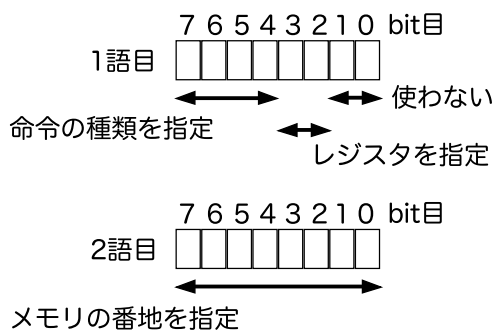 7 6 5 4 3 2 1 0 bit目
1語目
使わない
命令の種類を指定
レジスタを指定
7 6 5 4 3 2 1 0 bit目
2語目
メモリの番地を指定